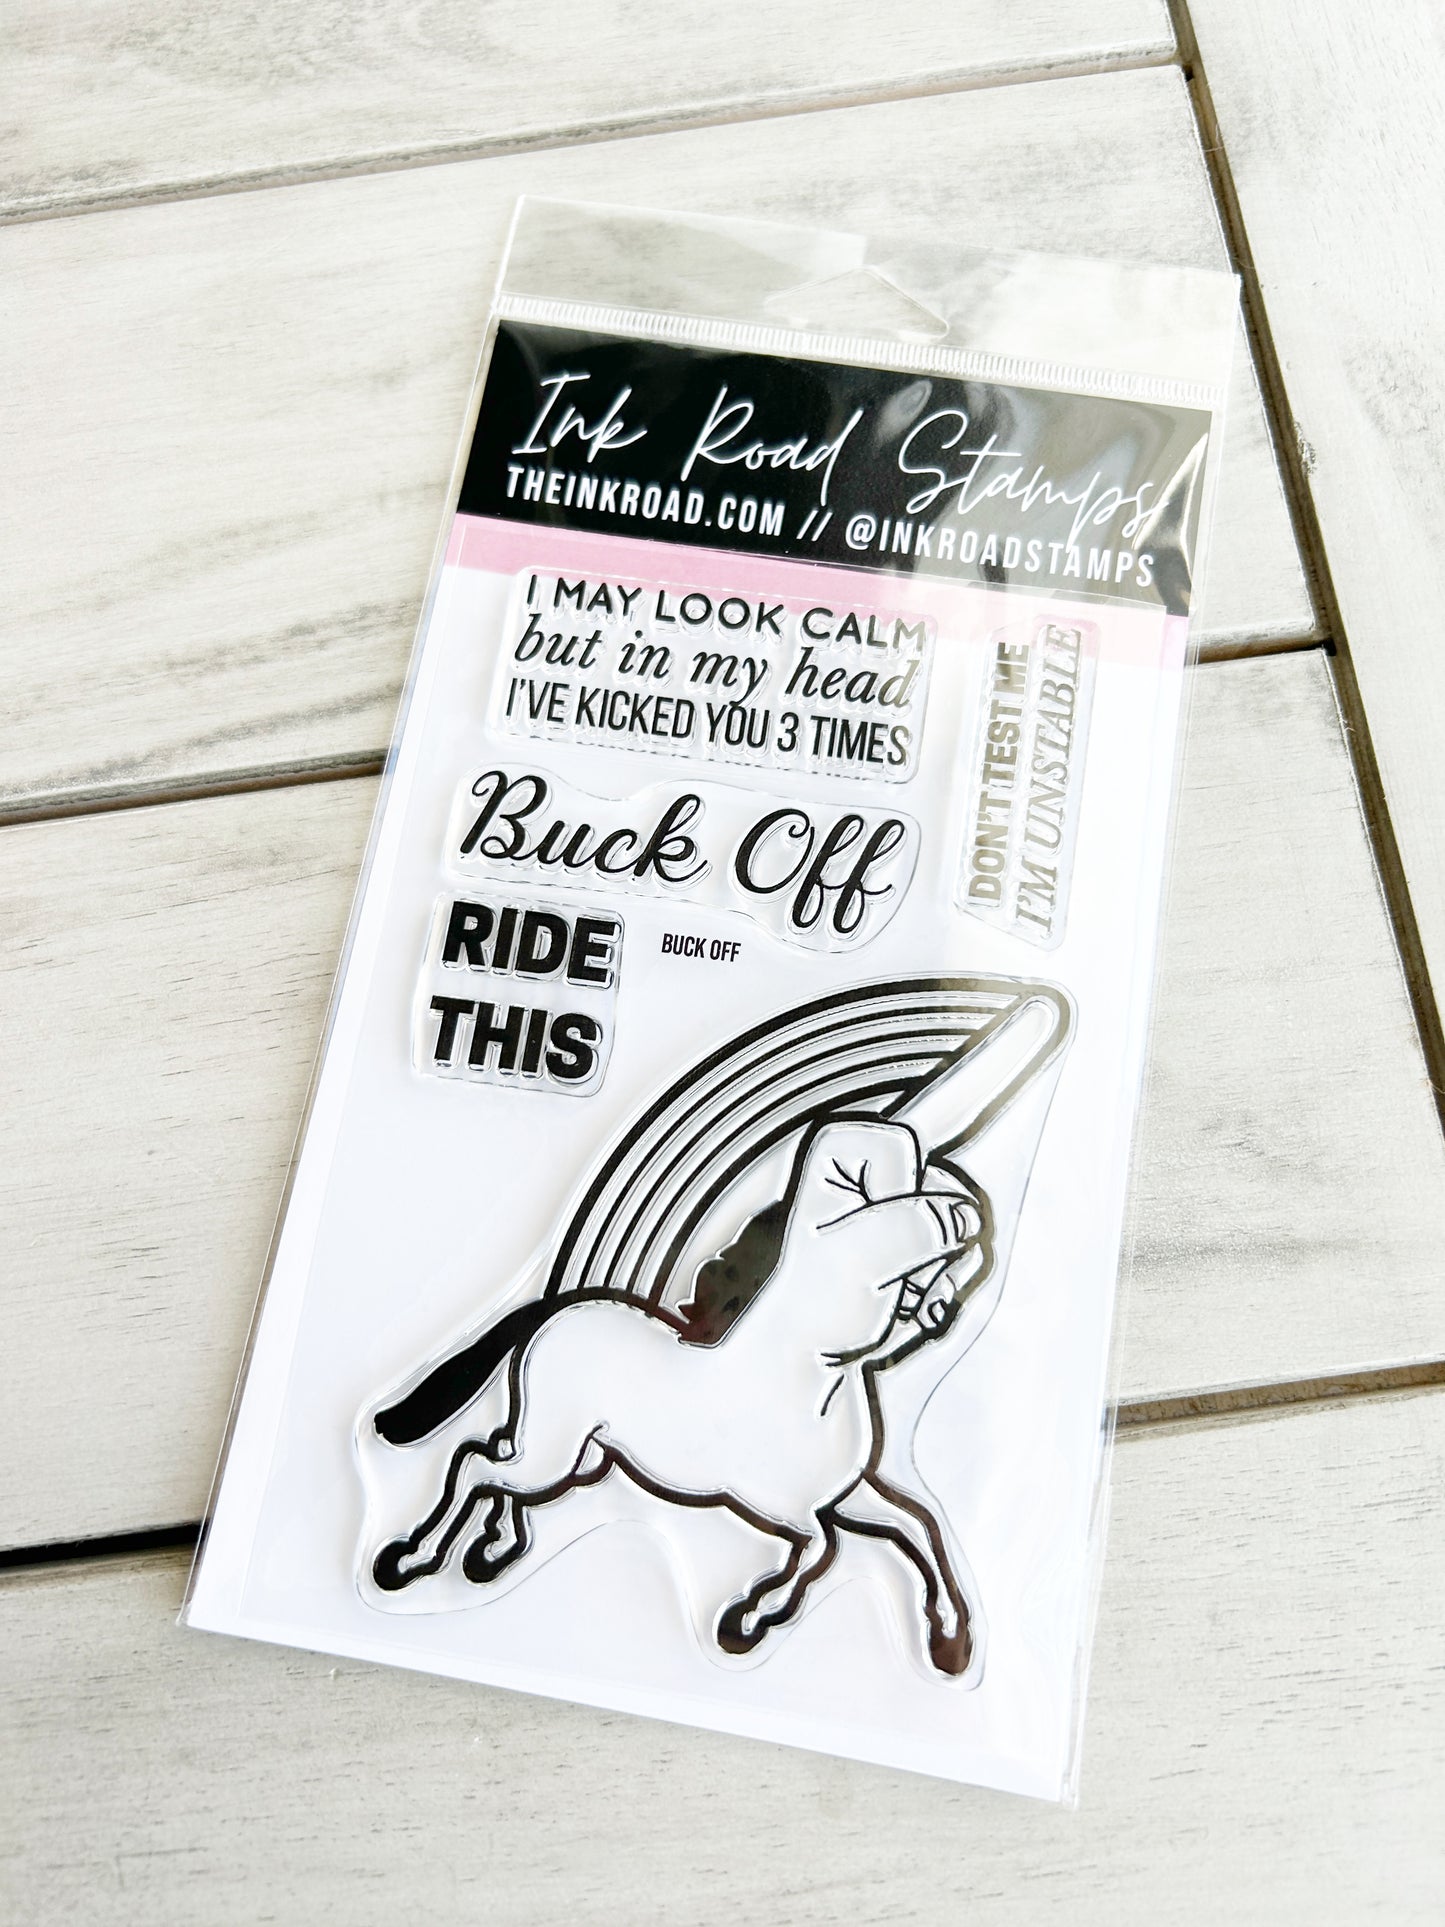 Ink Road Stamps
THEINKROAD.COM // @INKROADSTAMPS
I MAY LOOK CALM
but in my head
I'VE KICKED YOU 3 TIMES
DON'T TEST ME
I'M UNSTABLE
Buck Off
RIDE
THIS
BUCK OFF